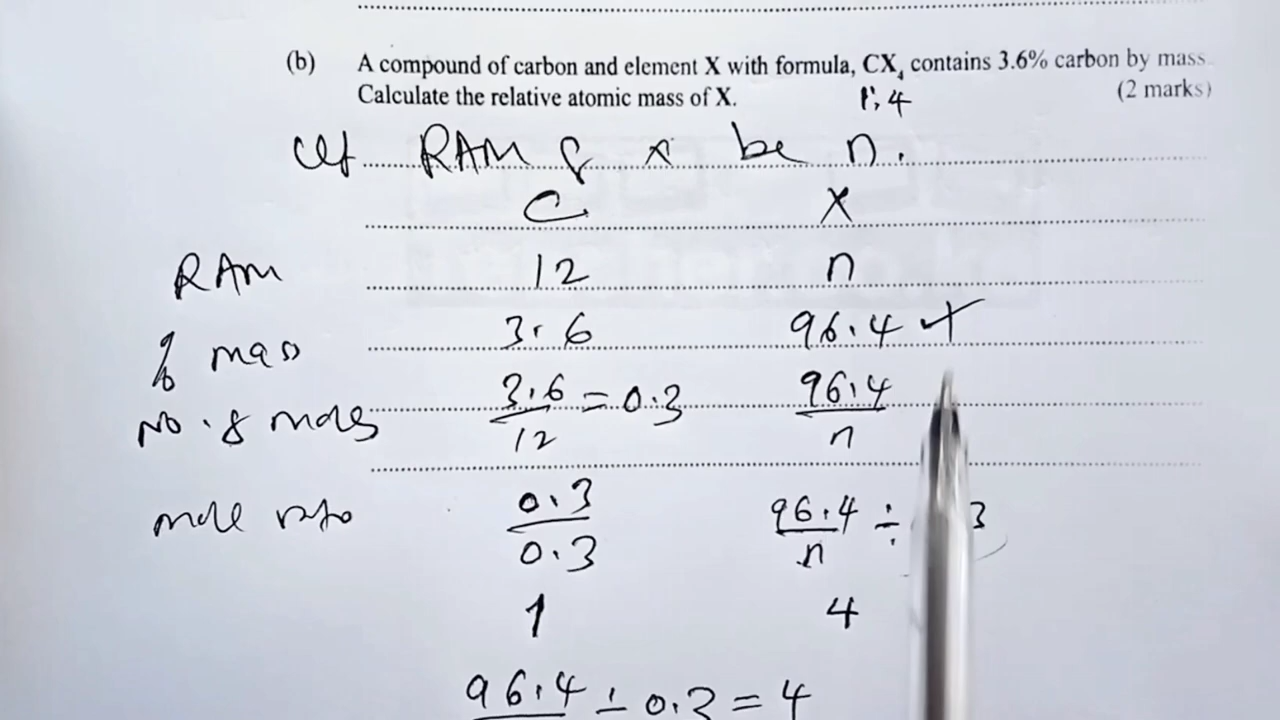 (b) A compound of carbon and element X with formula, CX₄ contains 3.6% carbon by mass.
Calculate the relative atomic mass of X. (2 marks)
1:4
let RAM of X be n.
C X
RAM 12 n
% mass 3.6 96.4
No. of moles 3.6/12 = 0.3 96.4/n
mole ratio 0.3/0.3 96.4/n ÷ 3
1 4
96.4 ÷ 0.3 = 4